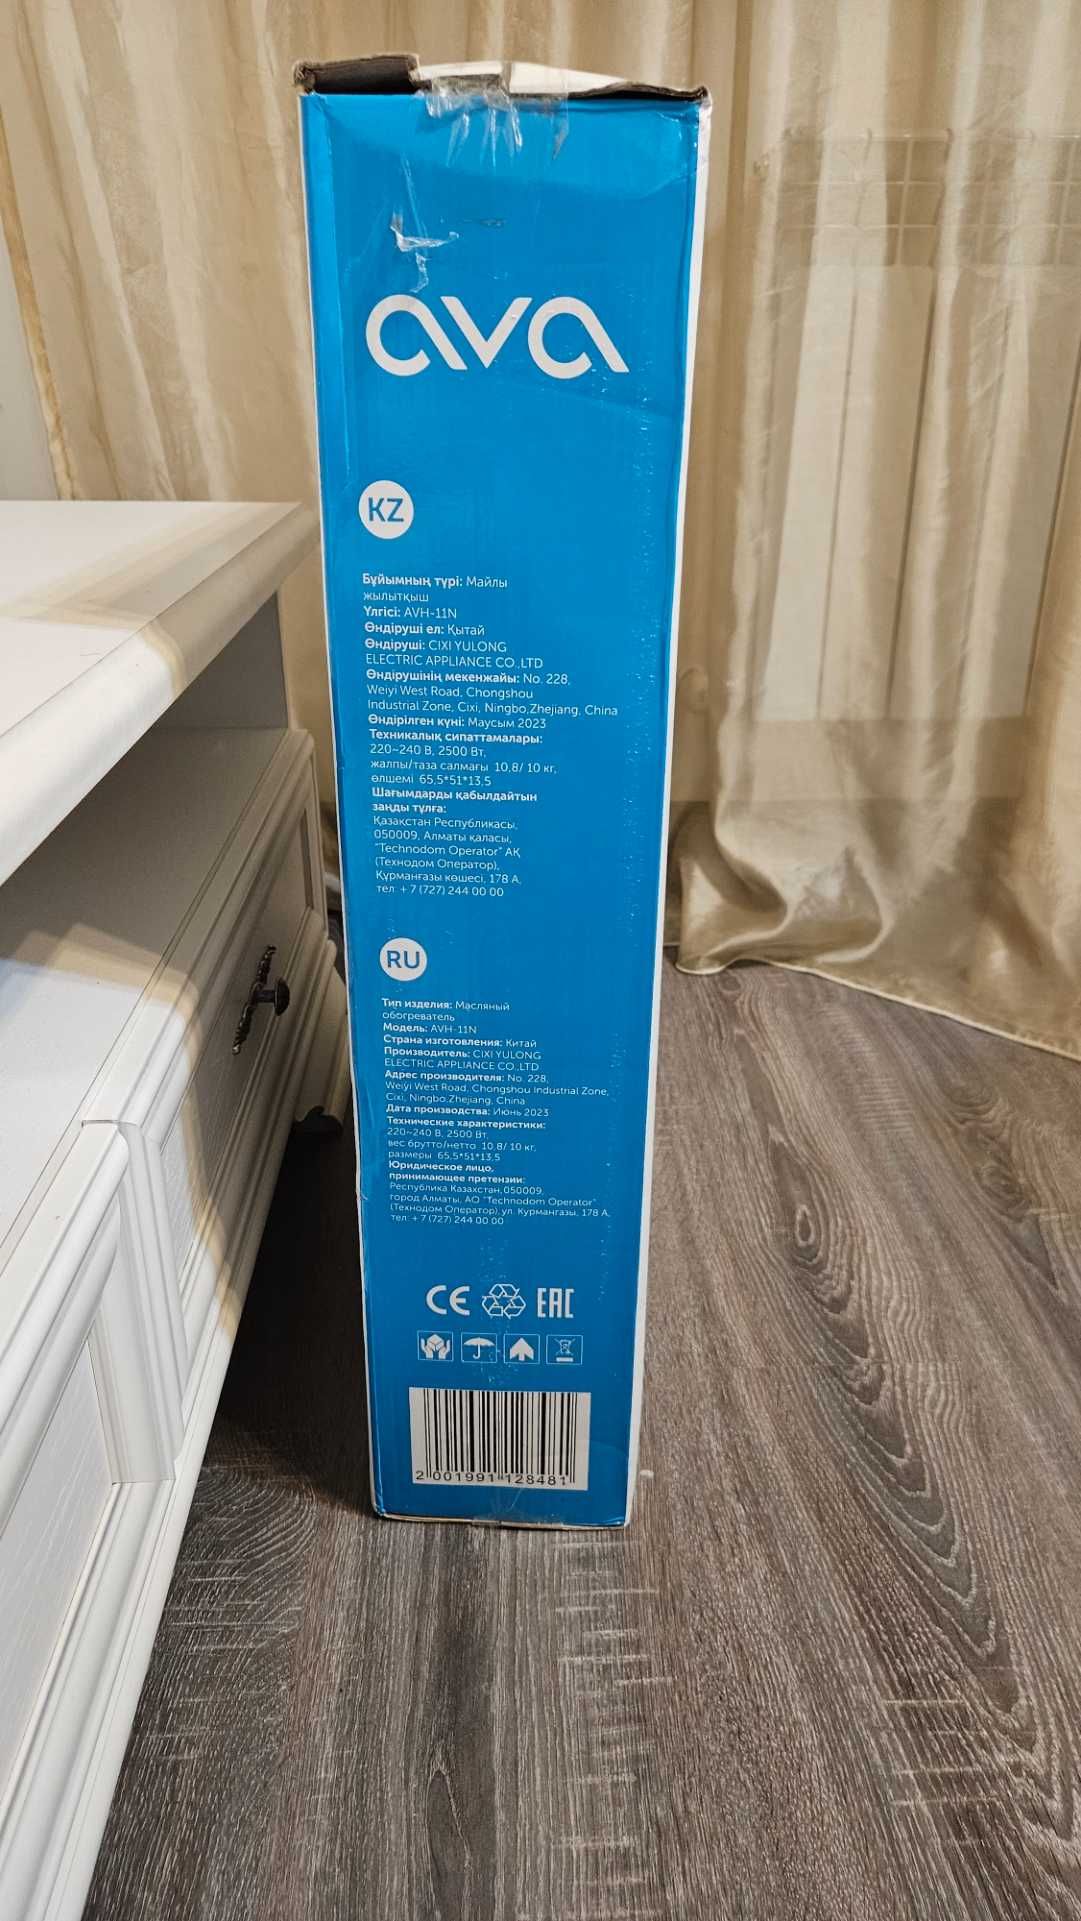 ava
KZ
Бұйымның түрі: Майлы
жылытқыш
Үлгісі: AVH-11N
Өндіруші ел: Қытай
Өндіруші: CIXI YULONG
ELECTRIC APPLIANCE CO.,LTD
Өндірушінің мекенжайы: No. 228,
Weiyi West Road, Chongshou
Industrial Zone, Cixi, Ningbo,Zhejiang, China
Өндірілген күні: Маусым 2023
Техникалық сипаттамалары:
220~240 В, 2500 Вт,
жалпы/таза салмағы 10,8/ 10 кг,
өлшемі 65,5*51*13,5
Шағымдарды қабылдайтын
заңды тұлға:
Қазақстан Республикасы,
050009, Алматы қаласы,
"Technodom Operator" АҚ
(Технодом Оператор),
Құрманғазы көшесі, 178 А,
тел: + 7 (727) 244 00 00
RU
Тип изделия: Масляный
обогреватель
Модель: AVH-11N
Страна изготовления: Китай
Производитель: CIXI YULONG
ELECTRIC APPLIANCE CO.,LTD
Адрес производителя: No. 228,
Weiyi West Road, Chongshou Industrial Zone,
Cixi, Ningbo,Zhejiang, China
Дата производства: Июнь 2023
Технические характеристики:
220~240 В, 2500 Вт,
вес брутто/нетто 10,8/ 10 кг,
размеры 65,5*51*13,5
Юридическое лицо,
принимающее претензии:
Республика Казахстан,050009,
город Алматы, АО "Technodom Operator"
(Технодом Оператор), ул. Курмангазы, 178 А,
тел: + 7 (727) 244 00 00
CE EAC
2 001991 128481